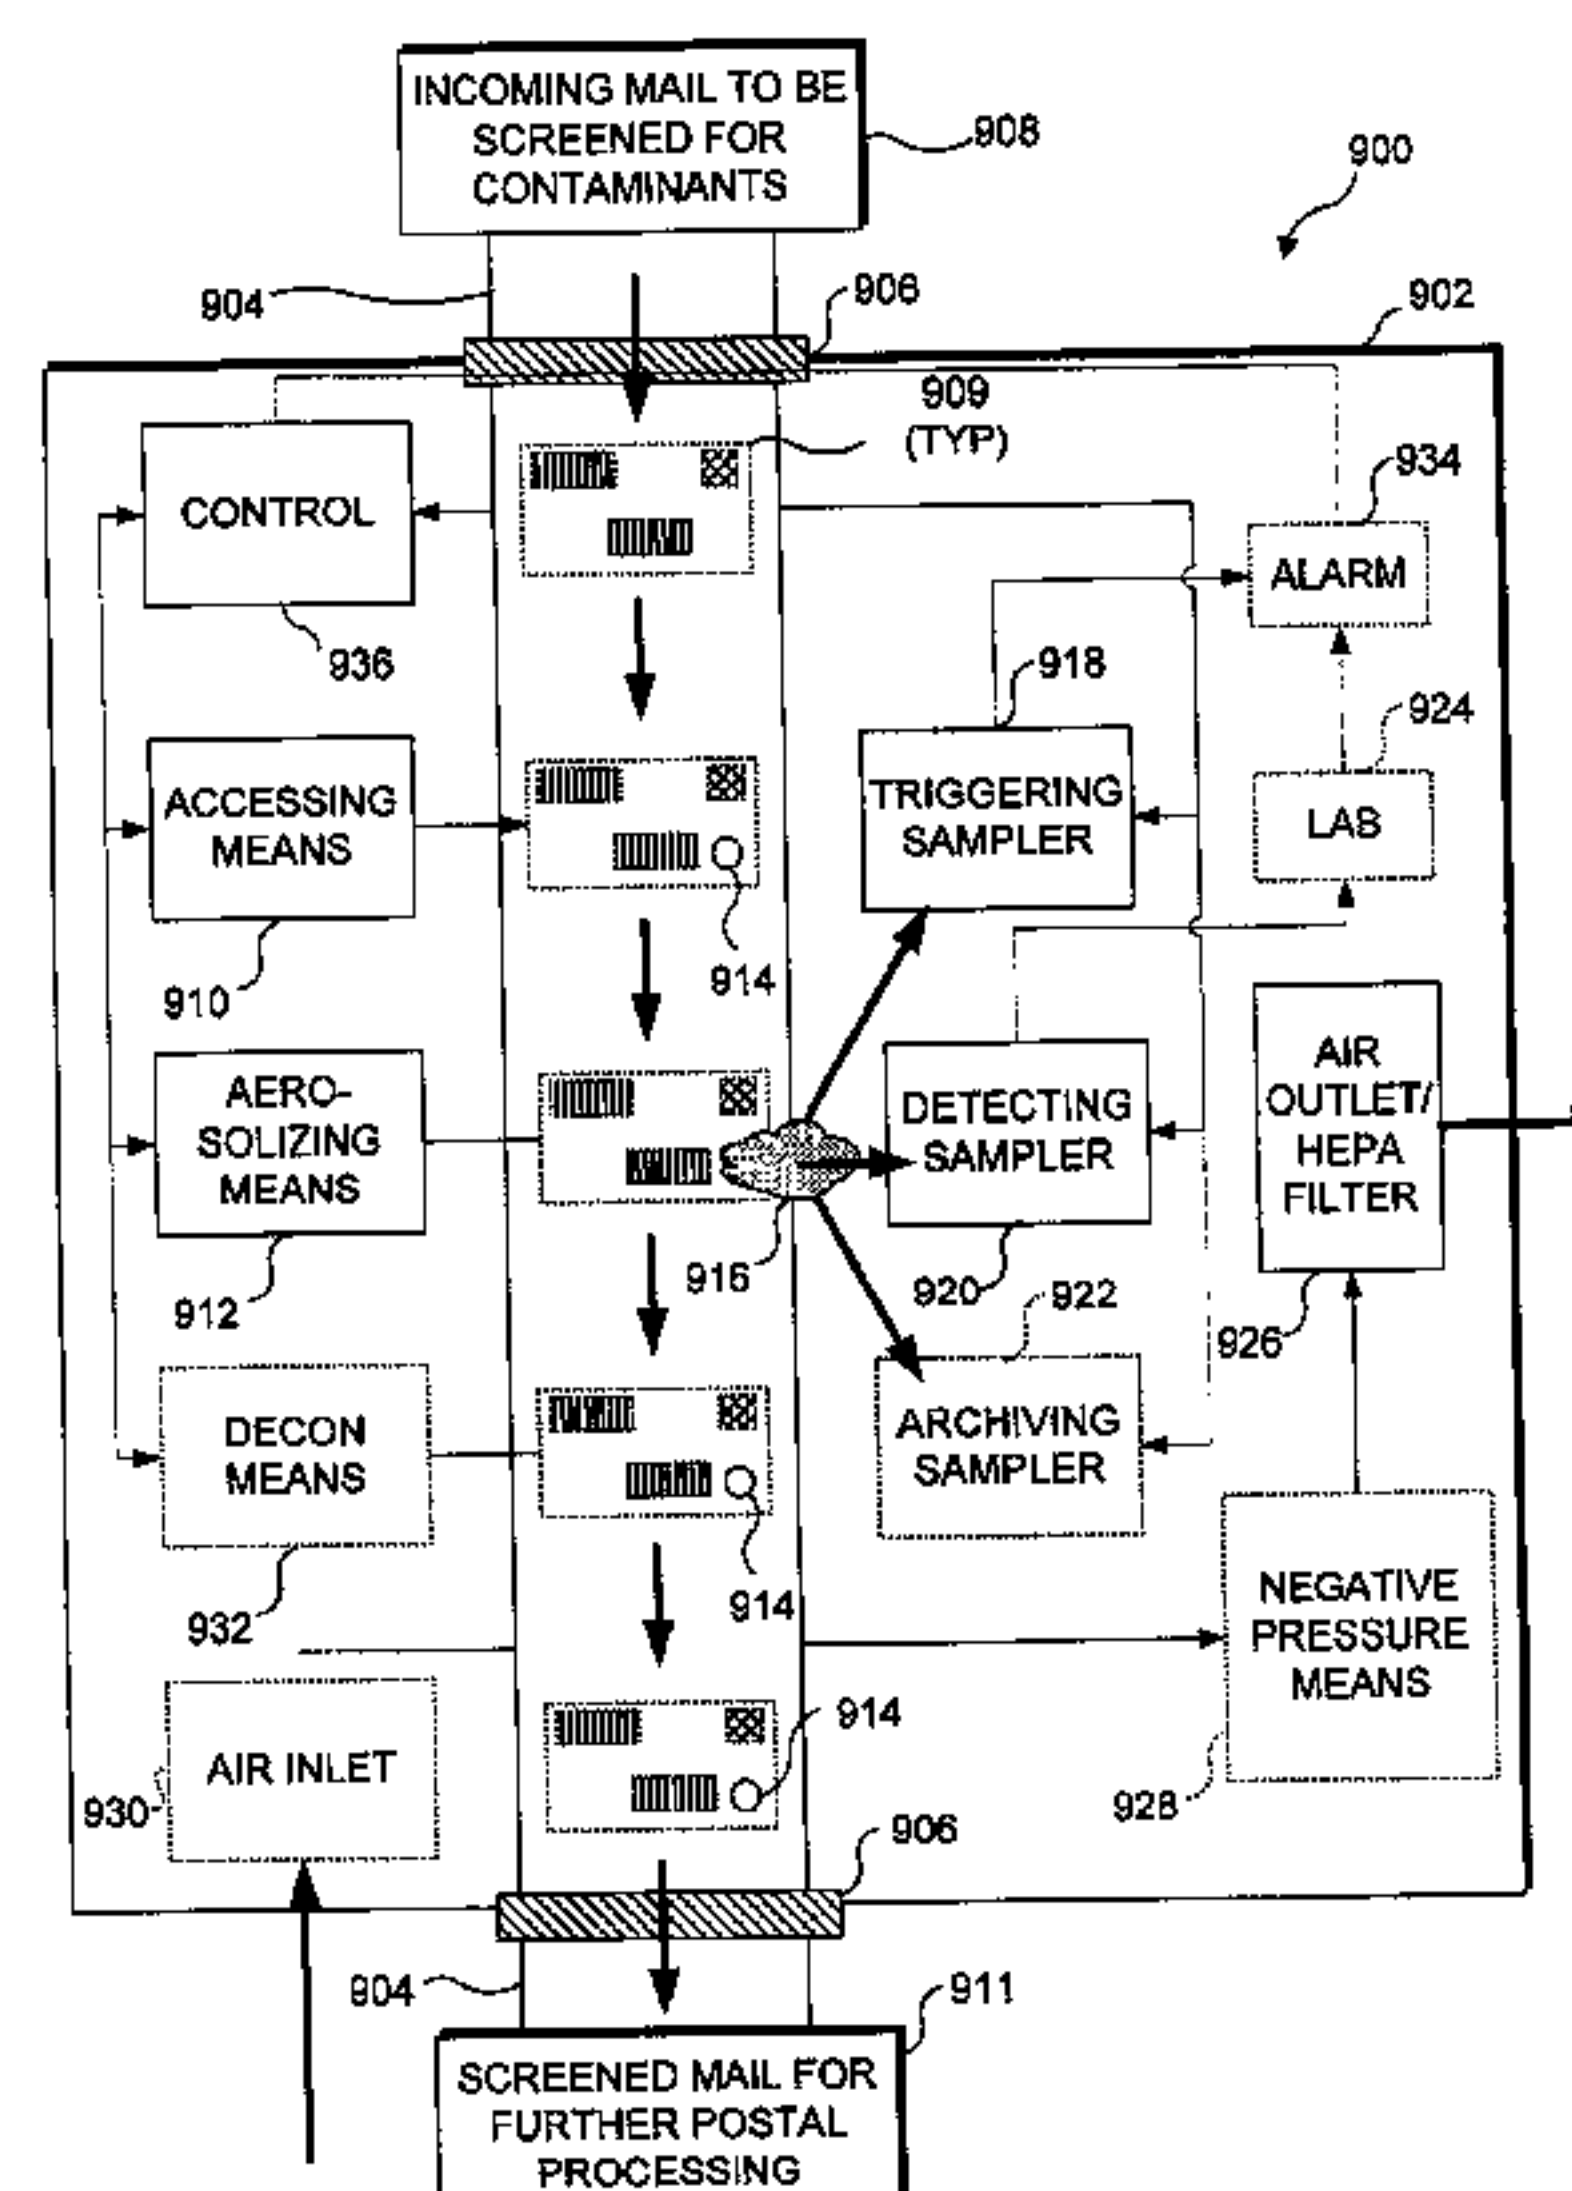 INCOMING MAIL TO BE
SCREENED FOR
CONTAMINANTS
908
900
904
906
902
909
(TYP)
CONTROL
934
ALARM
936
918
924
ACCESSING
MEANS
TRIGGERING
SAMPLER
LAB
914
910
AERO-
SOLIZING
MEANS
DETECTING
SAMPLER
AIR
OUTLET/
HEPA
FILTER
916
920
912
922
926
DECON
MEANS
ARCHIVING
SAMPLER
914
932
NEGATIVE
PRESSURE
MEANS
914
AIR INLET
930
928
906
904
911
SCREENED MAIL FOR
FURTHER POSTAL
PROCESSING